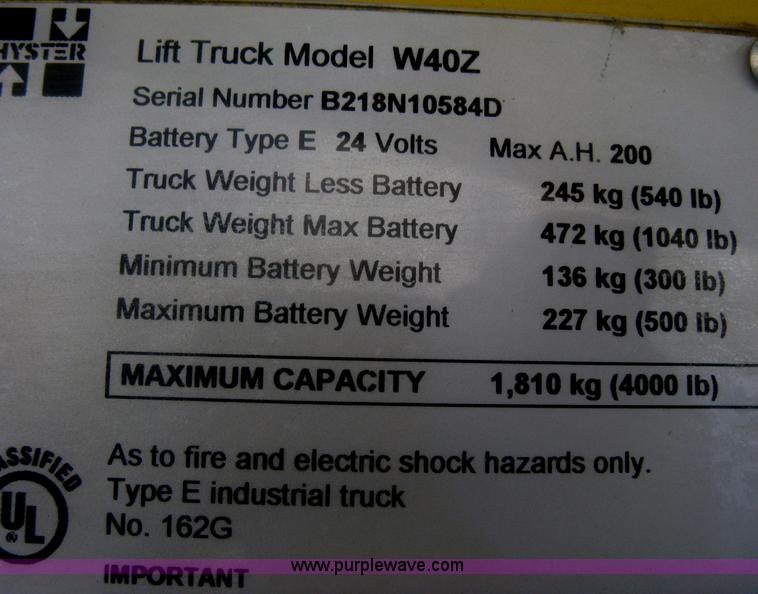 HYSTER
Lift Truck Model W40Z
Serial Number B218N10584D
Battery Type E 24 Volts Max A.H. 200
Truck Weight Less Battery 245 kg (540 lb)
Truck Weight Max Battery 472 kg (1040 lb)
Minimum Battery Weight 136 kg (300 lb)
Maximum Battery Weight 227 kg (500 lb)
MAXIMUM CAPACITY 1,810 kg (4000 lb)
ASSIFIED
UL
®
As to fire and electric shock hazards only.
Type E industrial truck
No. 162G
www.purplewave.com
IMPORTANT